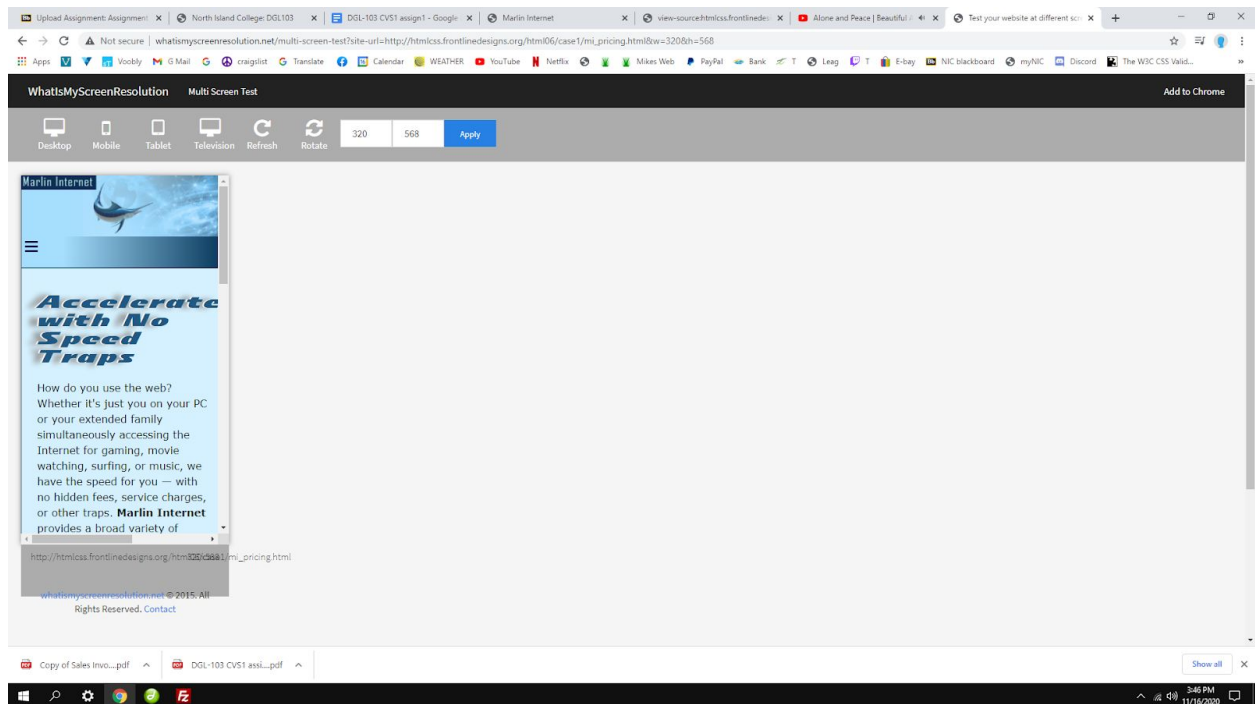 Upload Assignment: Assignment
North Island College: DGL103
DGL-103 CVS1 assign1 - Google
Marlin Internet
view-source:htmlcss.frontlinedes
Alone and Peace | Beautiful
Test your website at different scr
Not secure | whatismyscreenresolution.net/multi-screen-test?site-url=http://htmlcss.frontlinedesigns.org/html06/case1/mi_pricing.html&w=320&h=568
Apps Voobly G Mail craigslist Translate Calendar WEATHER YouTube Netflix Mikes Web PayPal Bank T Leag T E-bay NIC blackboard myNIC Discord The W3C CSS Valid...
WhatIsMyScreenResolution Multi Screen Test Add to Chrome
Desktop Mobile Tablet Television Refresh Rotate 320 568 Apply
Marlin Internet
Accelerate
with No
Speed
Traps
How do you use the web?
Whether it's just you on your PC
or your extended family
simultaneously accessing the
Internet for gaming, movie
watching, surfing, or music, we
have the speed for you — with
no hidden fees, service charges,
or other traps. Marlin Internet
provides a broad variety of
http://htmlcss.frontlinedesigns.org/ mi_pricing.html
whatismyscreenresolution.net © 2015. All
Rights Reserved. Contact
Copy of Sales Invo....pdf
DGL-103 CVS1 assi....pdf
Show all
3:46 PM
11/16/2020